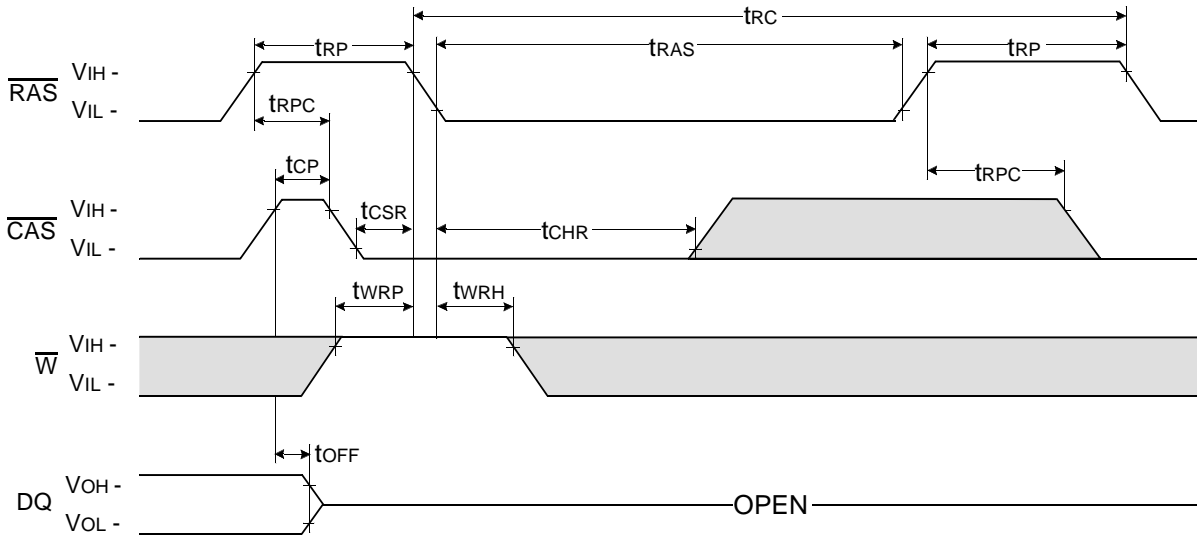 tRC
tRP
tRAS
tRP
RAS
VIH -
VIL -
tRPC
tCP
tRPC
CAS
VIH -
VIL -
tCSR
tCHR
tWRP
tWRH
W
VIH -
VIL -
tOFF
DQ
VOH -
VOL -
OPEN